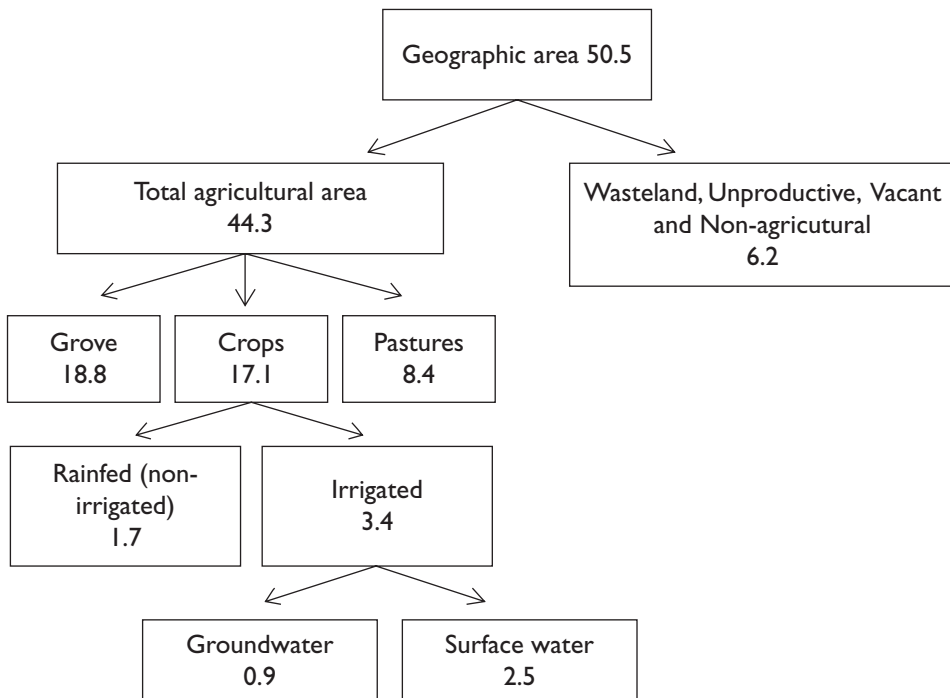 Geographic area 50.5
Total agricultural area
44.3
Wasteland, Unproductive, Vacant
and Non-agricutural
6.2
Grove
18.8
Crops
17.1
Pastures
8.4
Rainfed (non-
irrigated)
1.7
Irrigated
3.4
Groundwater
0.9
Surface water
2.5